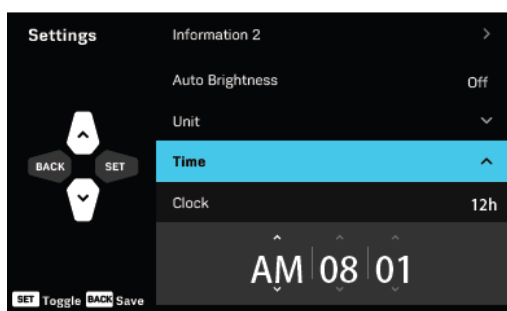 Settings
Information 2
Auto Brightness Off
Unit
BACK SET
Time
Clock 12h
AM 08 01
SET Toggle BACK Save